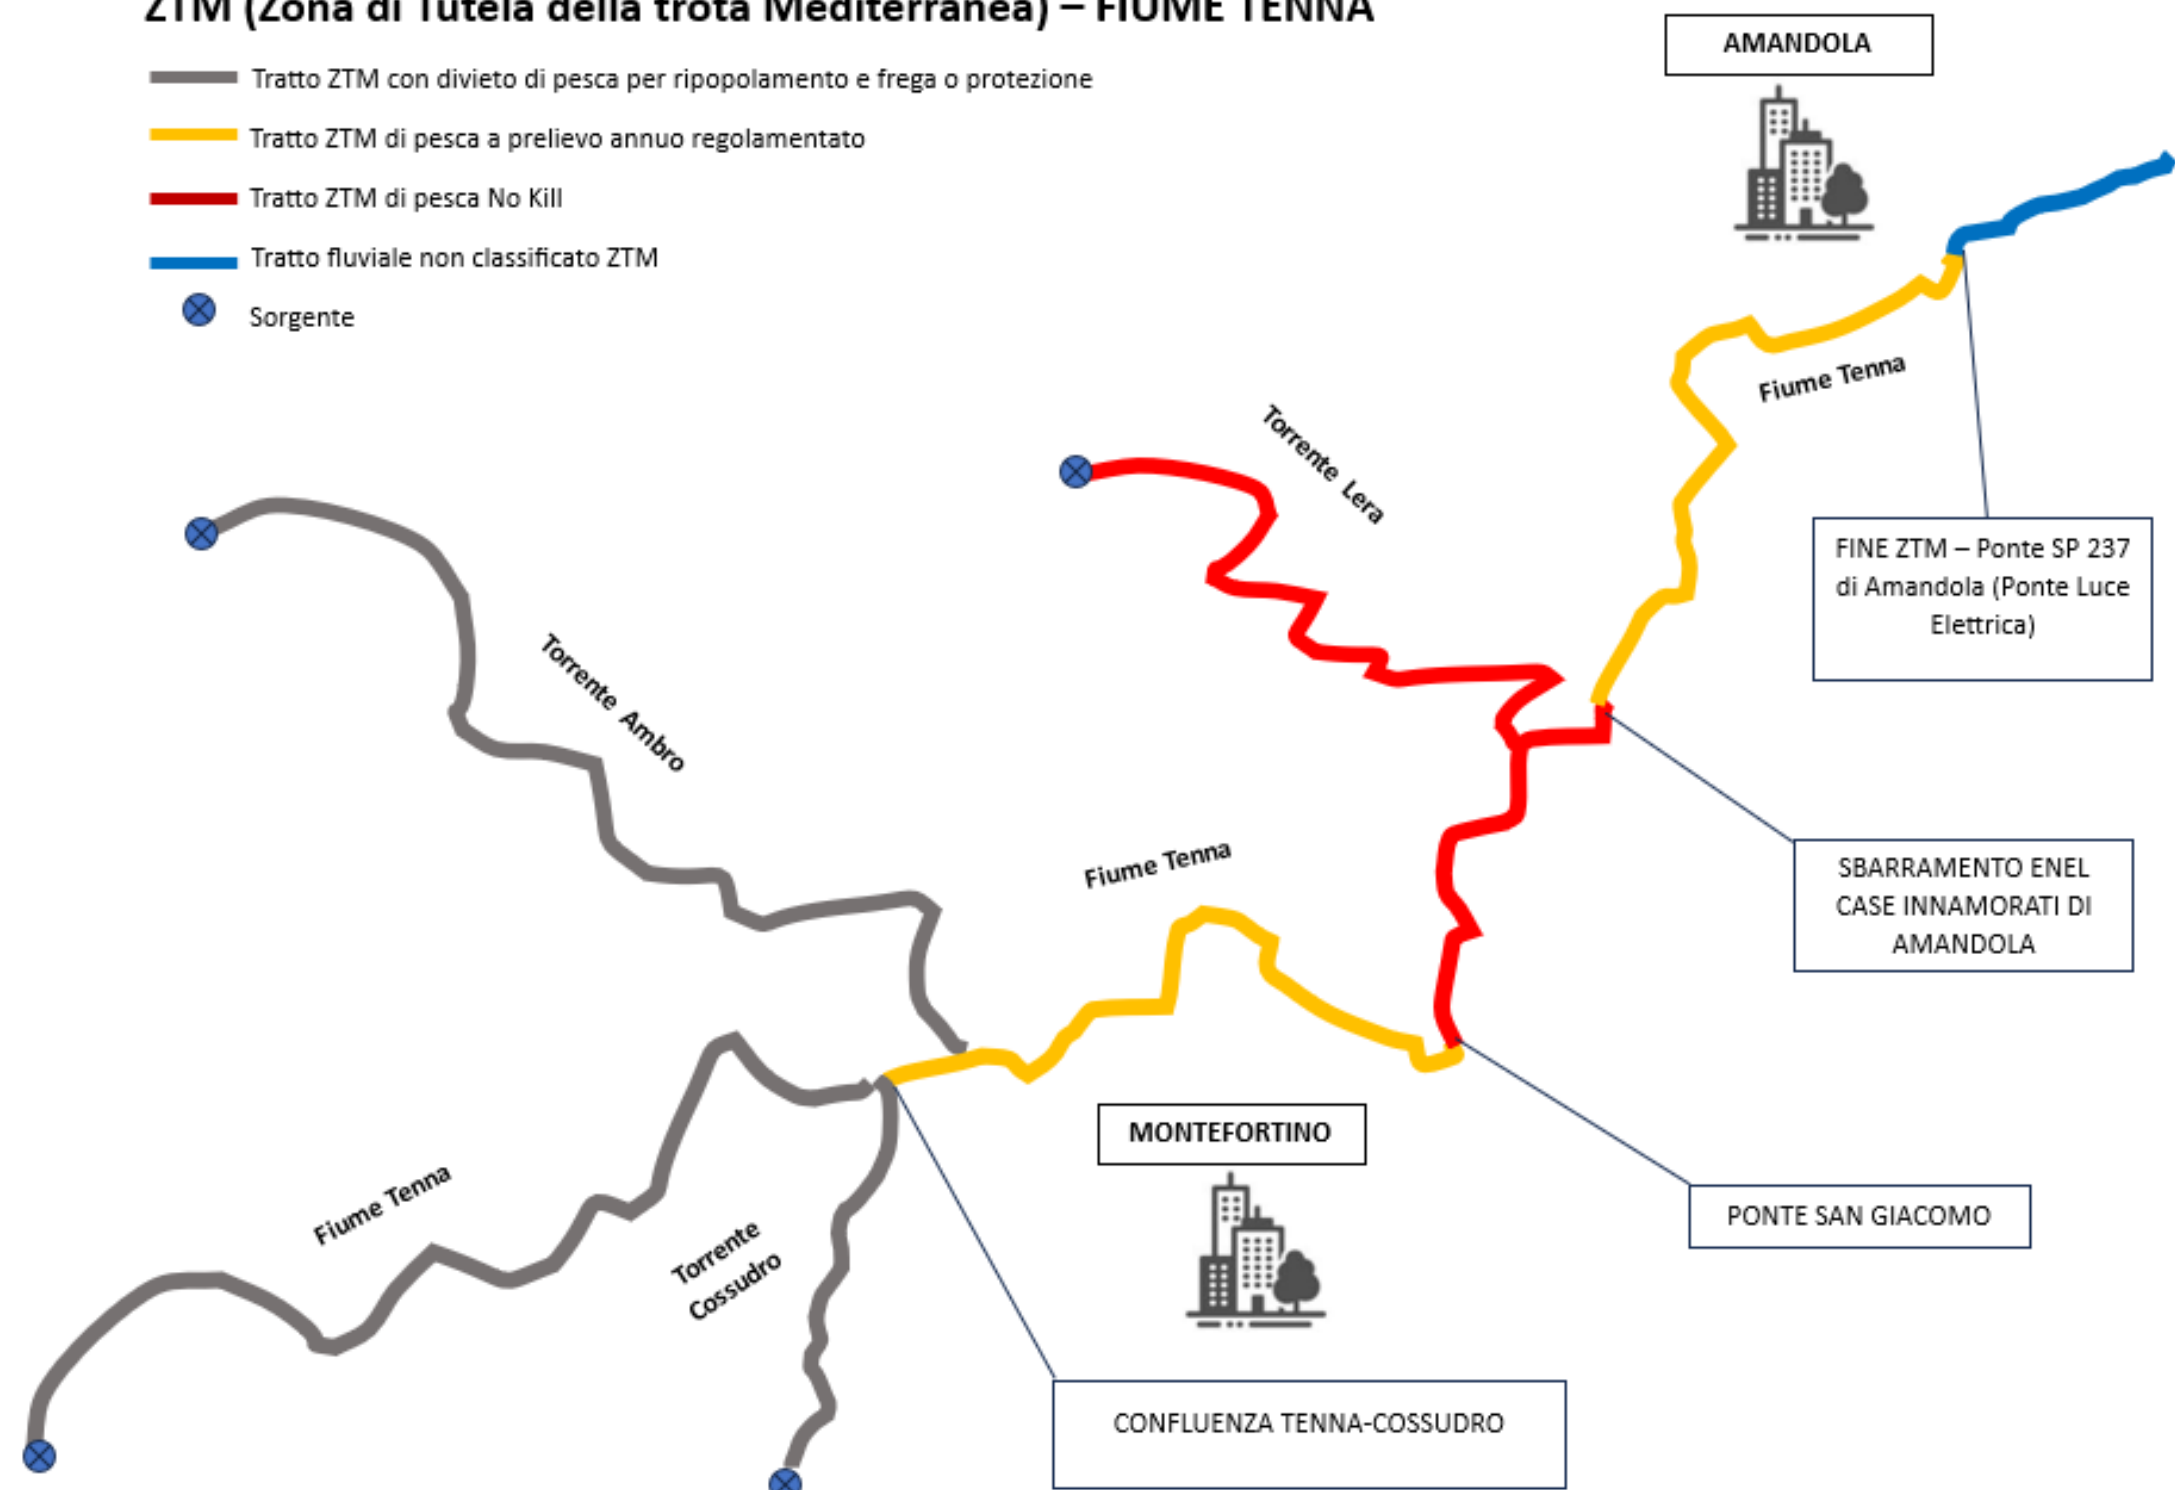 ZTM (Zona di Tutela della trota Mediterranea) – FIUME TENNA
AMANDOLA
Tratto ZTM con divieto di pesca per ripopolamento e frega o protezione
Tratto ZTM di pesca a prelievo annuo regolamentato
Tratto ZTM di pesca No Kill
Tratto fluviale non classificato ZTM
Sorgente
Fiume Tenna
Torrente Lera
FINE ZTM – Ponte SP 237
di Amandola (Ponte Luce
Elettrica)
Torrente Ambro
Fiume Tenna
SBARRAMENTO ENEL
CASE INNAMORATI DI
AMANDOLA
MONTEFORTINO
Fiume Tenna
Torrente
Cossudro
PONTE SAN GIACOMO
CONFLUENZA TENNA-COSSUDRO